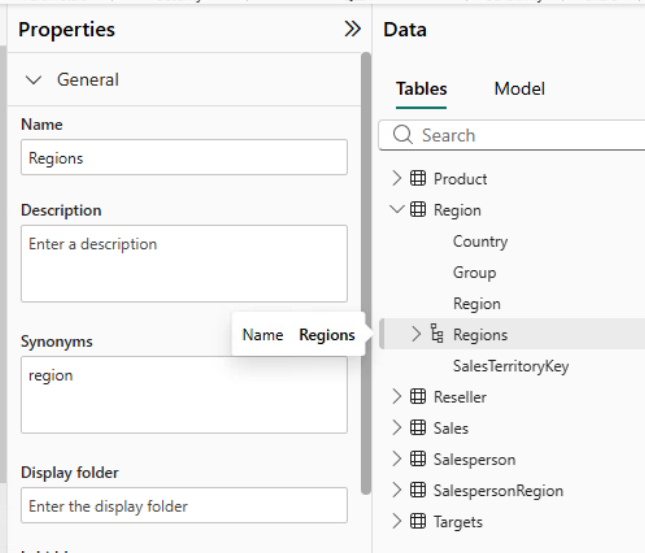 Properties
General
Name
Regions
Description
Enter a description
Synonyms
region
Display folder
Enter the display folder
Name Regions
Data
Tables Model
Search
Product
Region
Country
Group
Region
Regions
SalesTerritoryKey
Reseller
Sales
Salesperson
SalespersonRegion
Targets